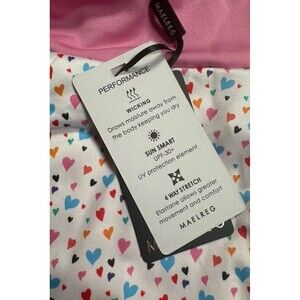 MAELREG
PERFORMANCE
WICKING
Draws moisture away from
the body keeping you dry
SUN SMART
UPF-30+
UV protection element
4 WAY STRETCH
Elastane allows greater
movement and comfort
MAELREG